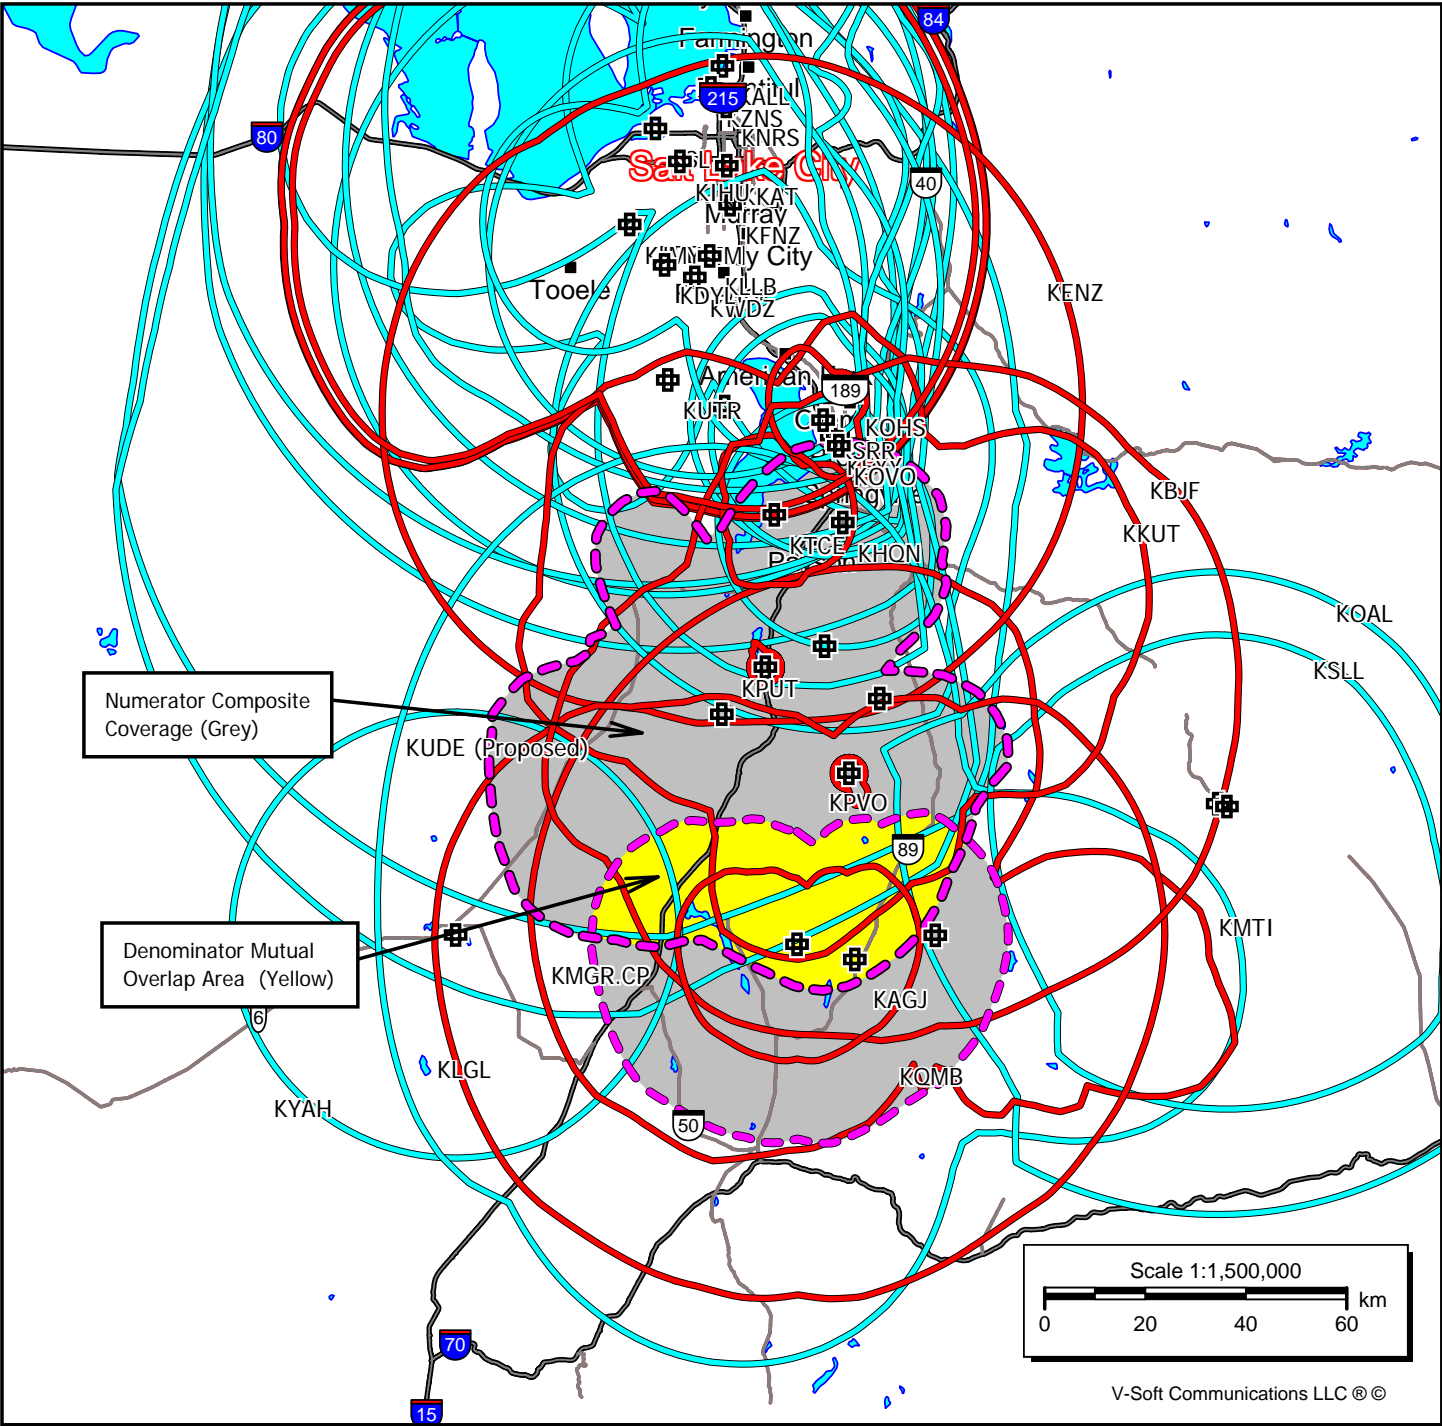 84
Farmington
215
KALL
KZNS
KNRS
80
Salt Lake City
40
KIHU
KKAT
Murray
KFNZ
City
Tooele
KLLB
KDYL
KWDZ
KENZ
American
189
KUTR
KOHS
KOVO
KBJF
KKUT
KTCE
KHQN
KOAL
KSLL
KPUT
Numerator Composite
Coverage (Grey)
KUDE (Proposed)
KPVO
89
KMTI
Denominator Mutual
Overlap Area (Yellow)
KMGR.CP
KAGJ
6
KLGL
KQMB
KYAH
50
Scale 1:1,500,000
km
0 20 40 60
70
V-Soft Communications LLC ® ©
15